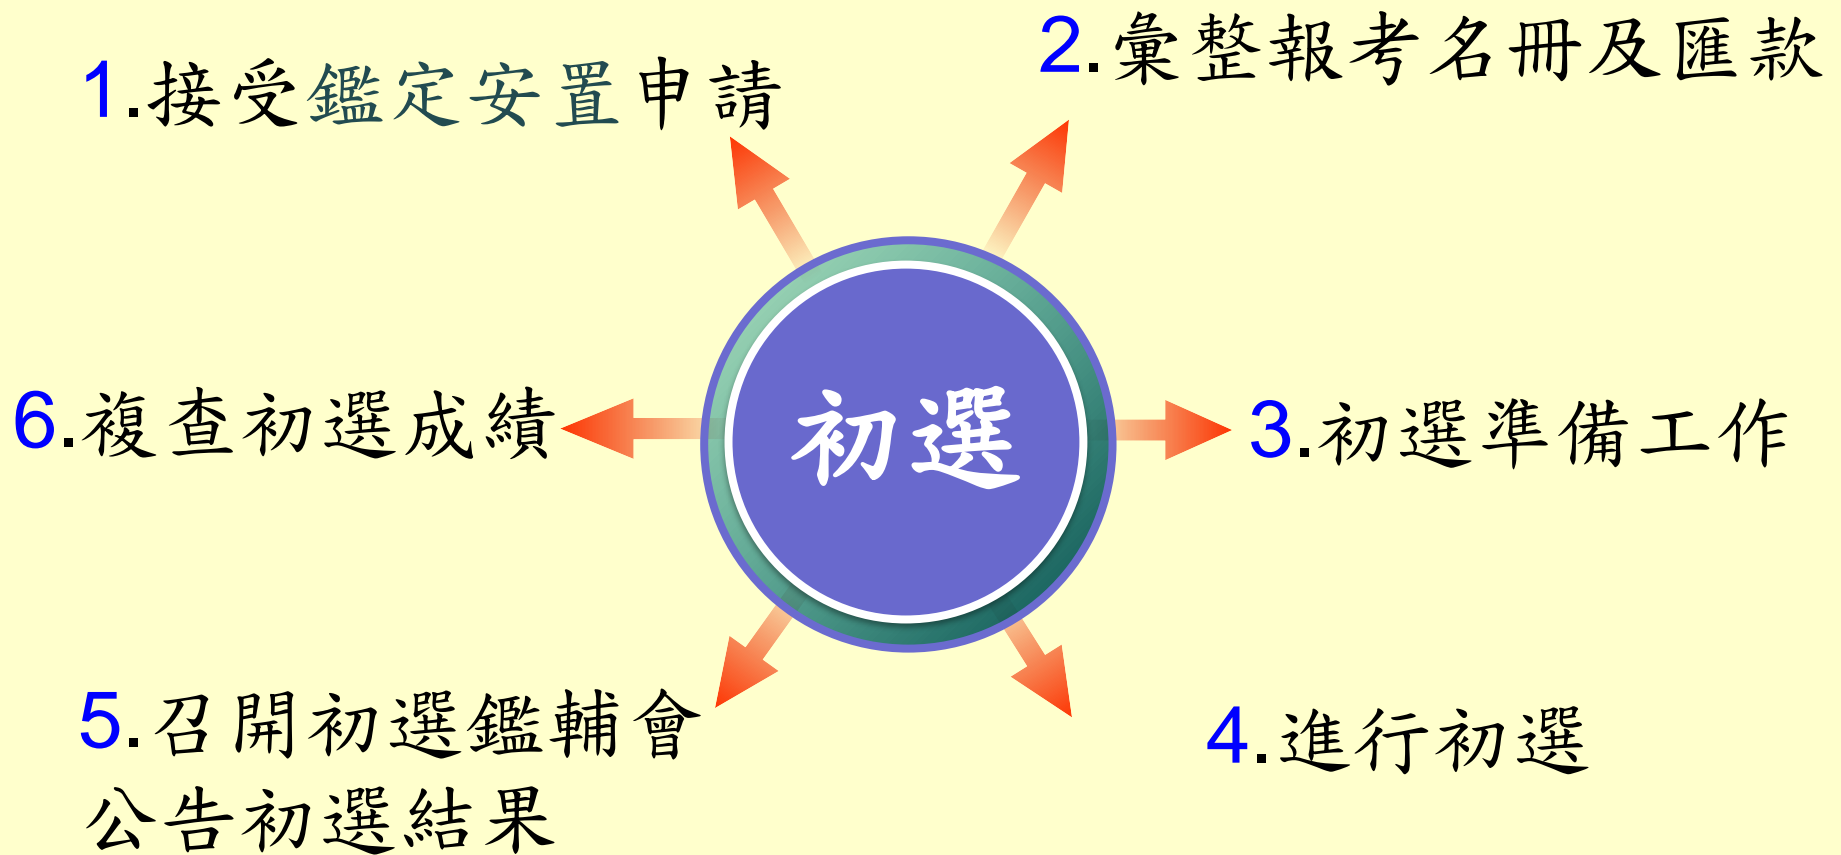 1.接受鑑定安置申請
2.彙整報考名冊及匯款
初選
3.初選準備工作
4.進行初選
5.召開初選鑑輔會
公告初選結果
6.複查初選成績